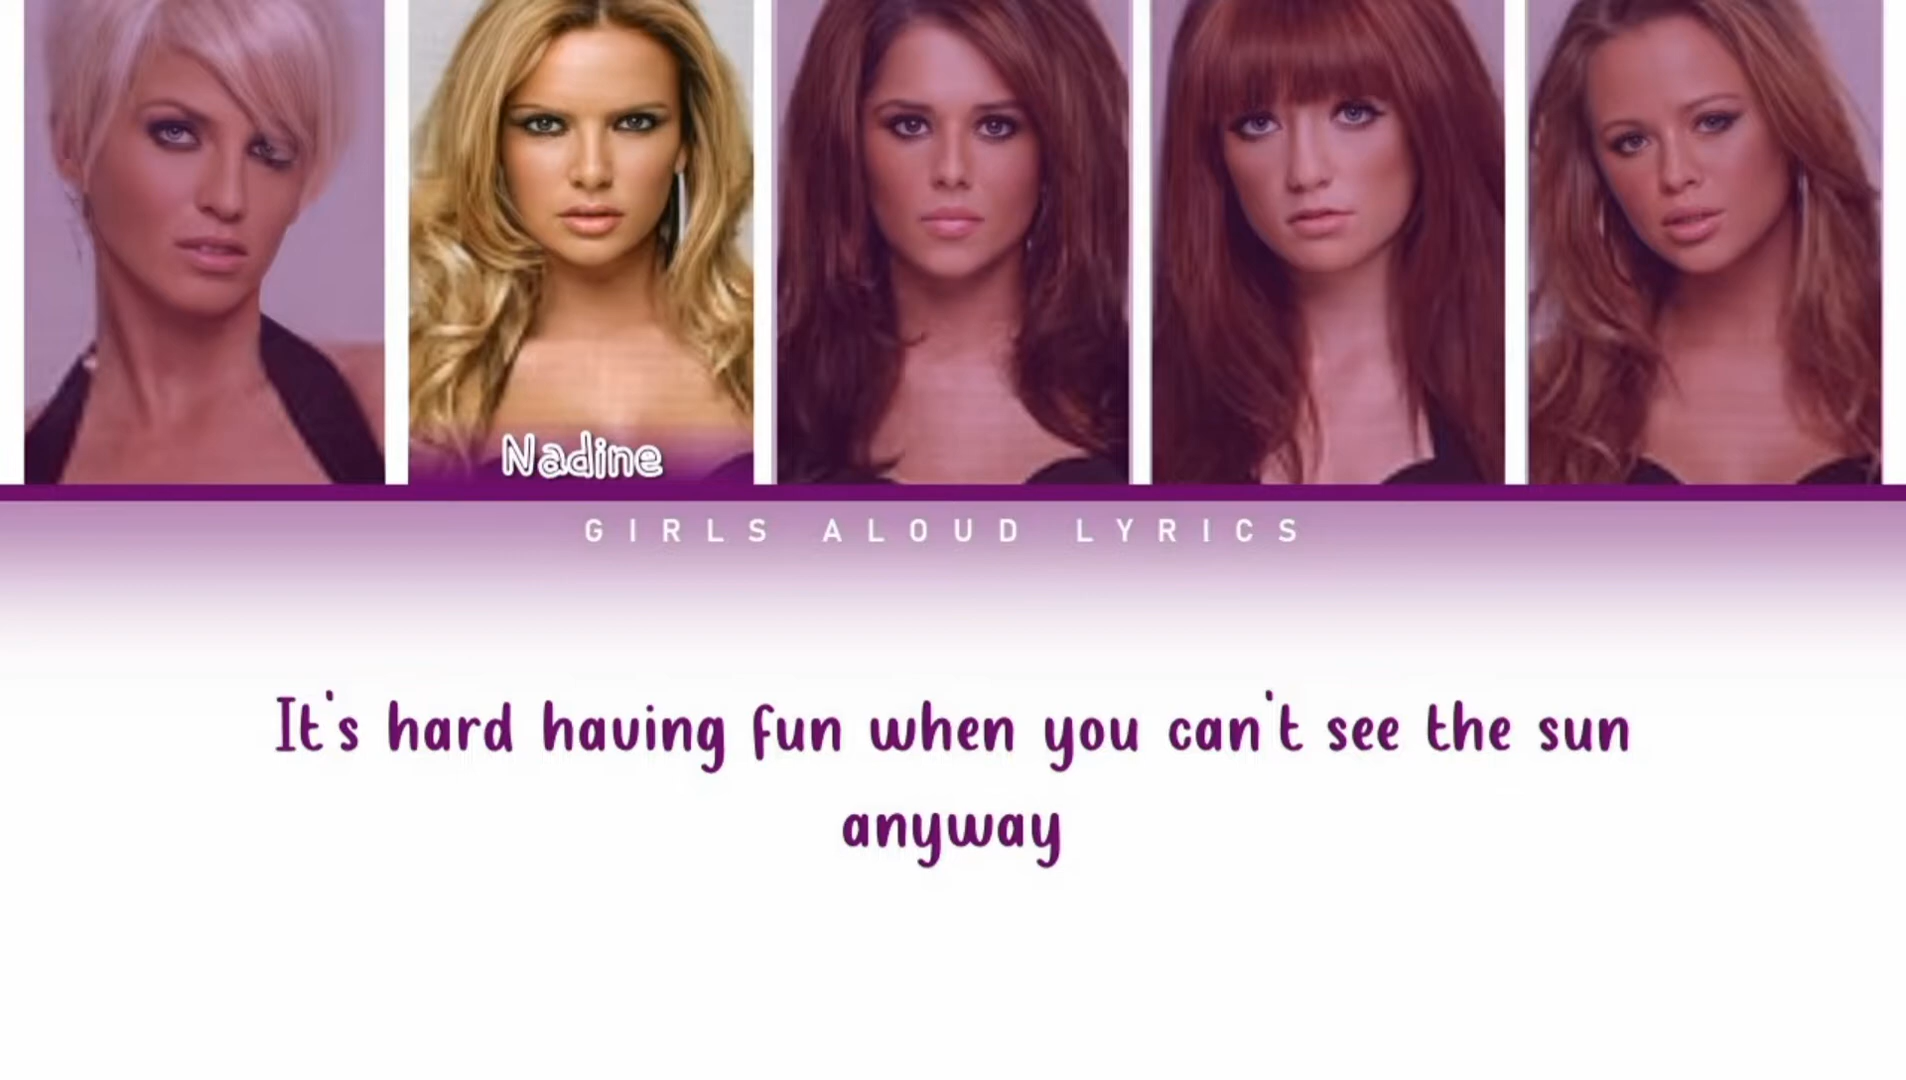 Nadine
GIRLS ALOUD LYRICS
It's hard having fun when you can't see the sun
anyway